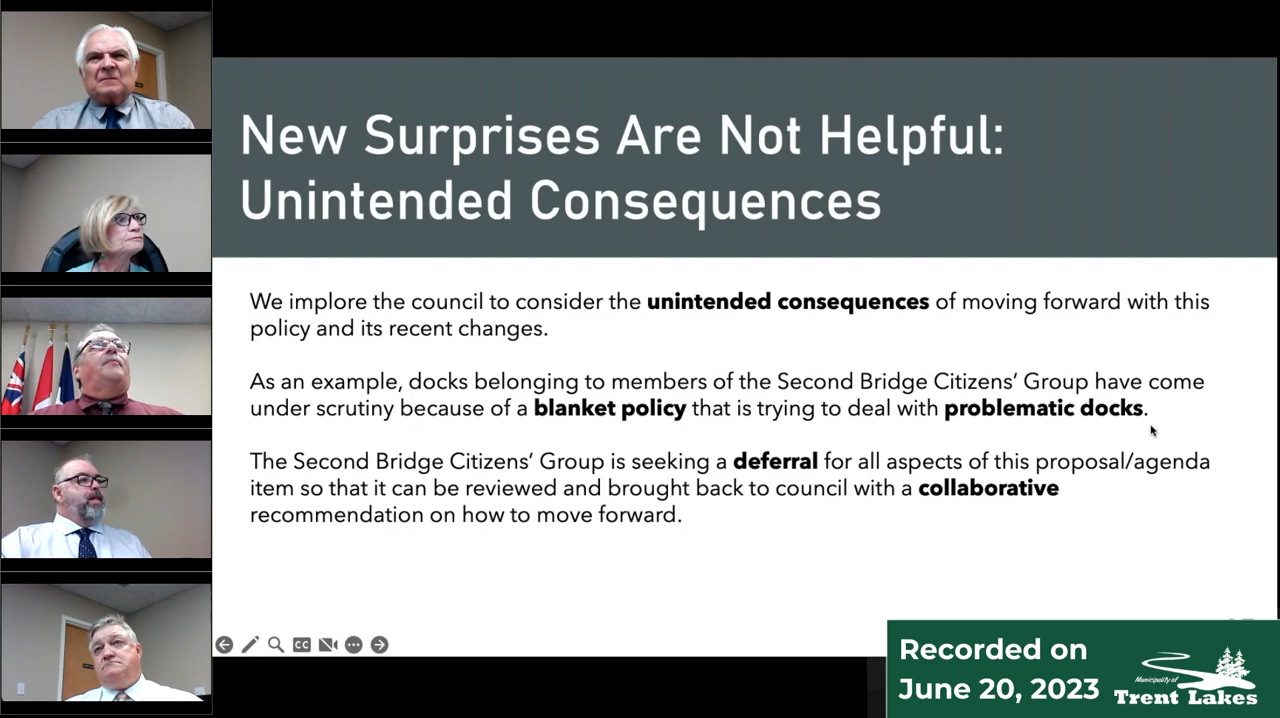 New Surprises Are Not Helpful:
Unintended Consequences
We implore the council to consider the unintended consequences of moving forward with this
policy and its recent changes.
As an example, docks belonging to members of the Second Bridge Citizens’ Group have come
under scrutiny because of a blanket policy that is trying to deal with problematic docks.
The Second Bridge Citizens’ Group is seeking a deferral for all aspects of this proposal/agenda
item so that it can be reviewed and brought back to council with a collaborative
recommendation on how to move forward.
CC
Recorded on
June 20, 2023
Municipality of
Trent Lakes